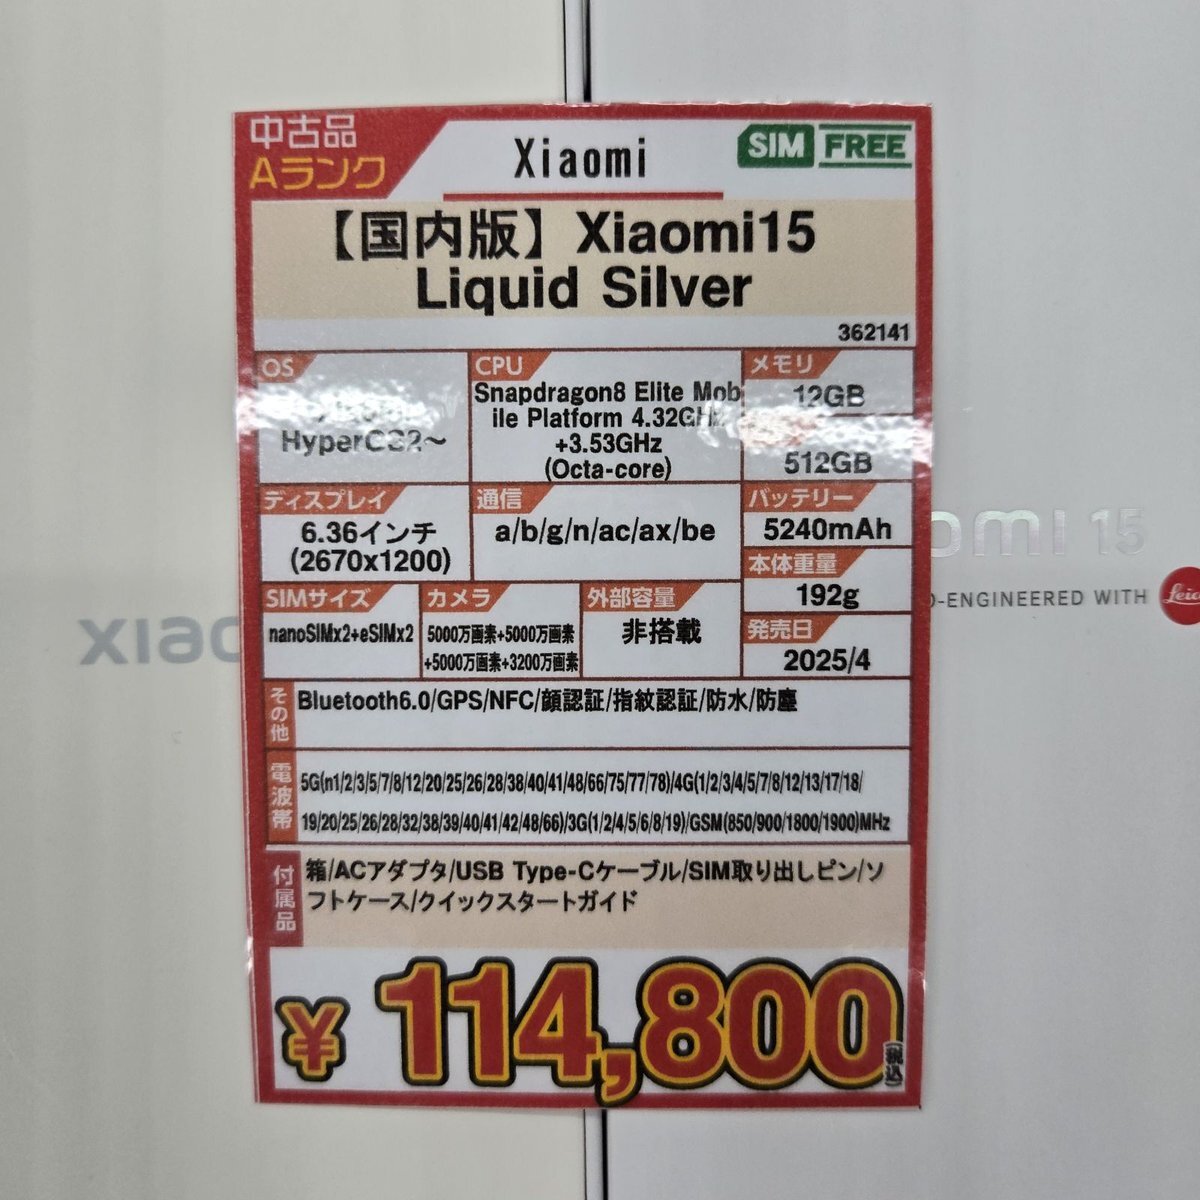 中古品
Aランク
Xiaomi
SIM FREE
【国内版】Xiaomi15
Liquid Silver
362141
OS
HyperOS2～
CPU
Snapdragon8 Elite Mob
ile Platform 4.32GHz
+3.53GHz
(Octa-core)
メモリ
12GB
512GB
ディスプレイ
6.36インチ
(2670x1200)
通信
a/b/g/n/ac/ax/be
バッテリー
5240mAh
本体重量
192g
SIMサイズ
nanoSIMx2+eSIMx2
カメラ
5000万画素+5000万画素
+5000万画素+3200万画素
外部容量
非搭載
発売日
2025/4
その他
Bluetooth6.0/GPS/NFC/顔認証/指紋認証/防水/防塵
電波帯
5G(n1/2/3/5/7/8/12/20/25/26/28/38/40/41/48/66/75/77/78)/4G(1/2/3/4/5/7/8/12/13/17/18/
19/20/25/26/28/32/38/39/40/41/42/48/66)/3G(1/2/4/5/6/8/19)/GSM(850/900/1800/1900)MHz
付属品
箱/ACアダプタ/USB Type-Cケーブル/SIM取り出しピン/ソ
フトケース/クイックスタートガイド
¥114,800(税込)
xiao
omi 15
O-ENGINEERED WITH Leic